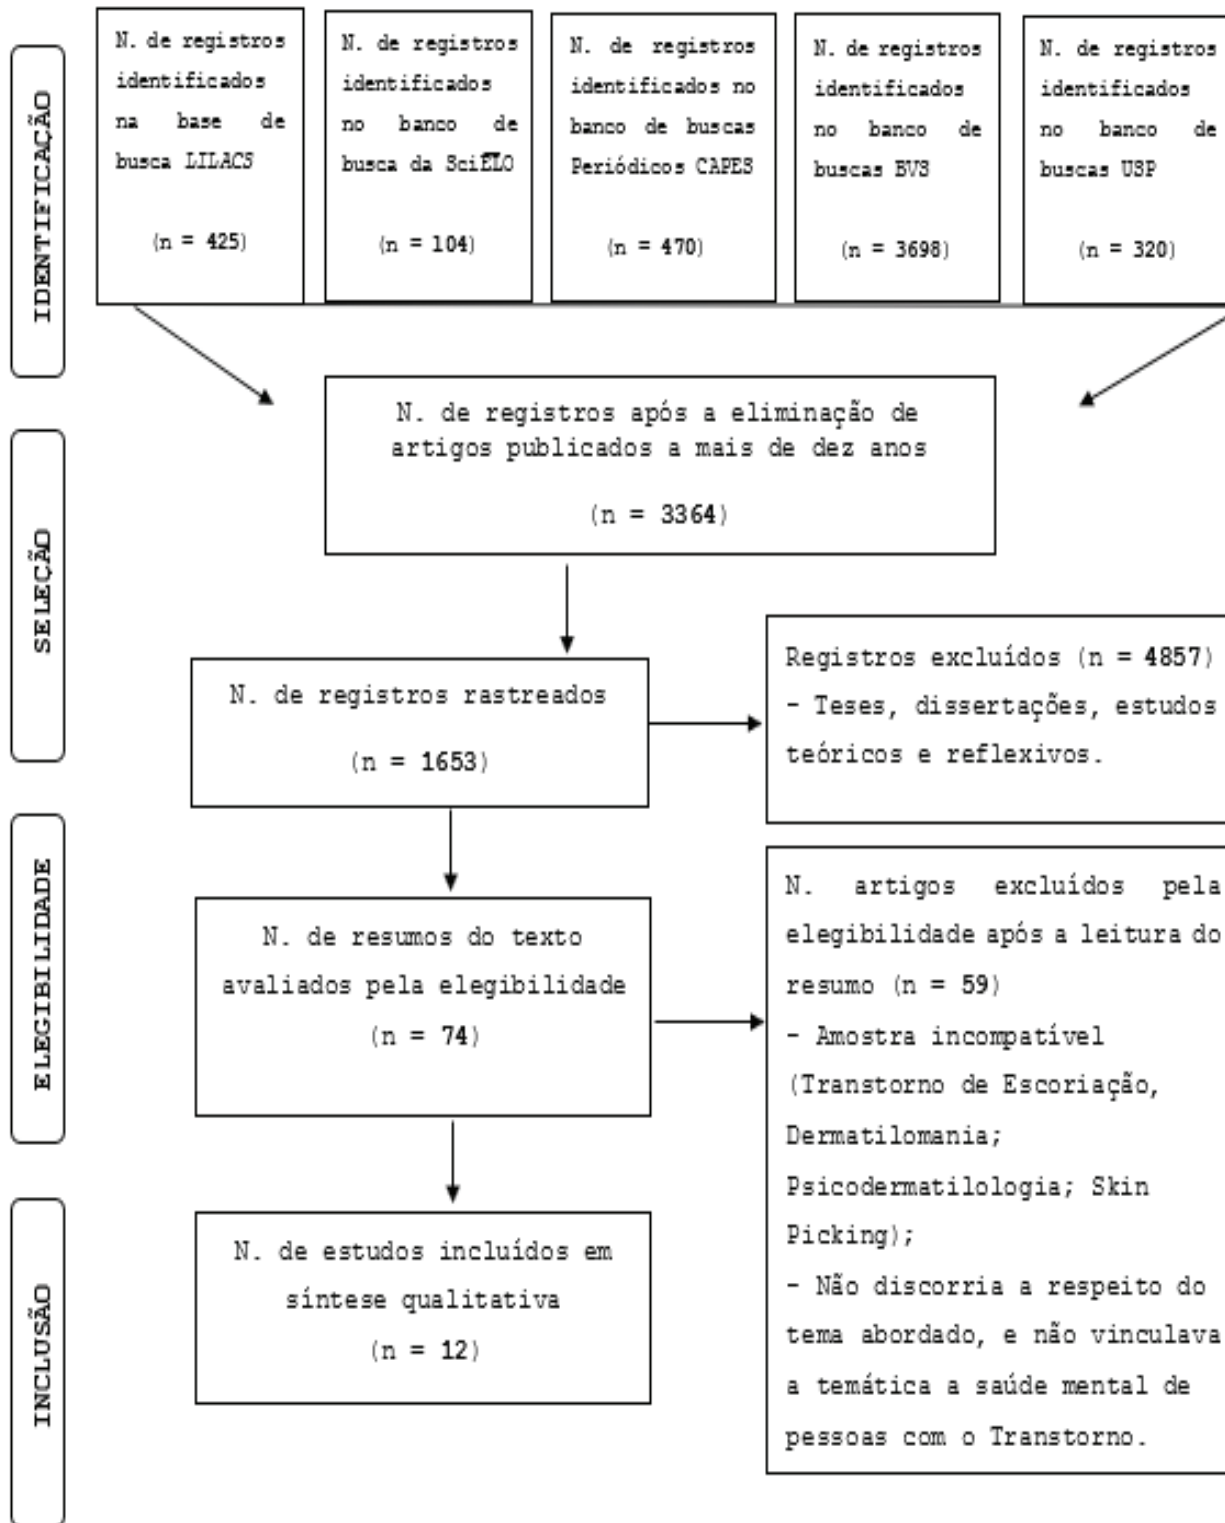 IDENTIFICAÇÃO
N. de registros
identificados
na base de
busca LILACS
(n = 425)
N. de registros
identificados
no banco de
busca da SciELO
(n = 104)
N. de registros
identificados no
banco de buscas
Periódicos CAPES
(n = 470)
N. de registros
identificados
no banco de
buscas BVS
(n = 3698)
N. de registros
identificados
no banco de
buscas USP
(n = 320)
SELEÇÃO
N. de registros após a eliminação de
artigos publicados a mais de dez anos
(n = 3364)
N. de registros rastreados
(n = 1653)
Registros excluídos (n = 4857)
- Teses, dissertações, estudos
teóricos e reflexivos.
ELEGIBILIDADE
N. de resumos do texto
avaliados pela elegibilidade
(n = 74)
N. artigos excluídos pela
elegibilidade após a leitura do
resumo (n = 59)
- Amostra incompatível
(Transtorno de Escoriação,
Dermatilomania;
Psicodermatilologia; Skin
Picking);
- Não discorria a respeito do
tema abordado, e não vinculava
a temática a saúde mental de
pessoas com o Transtorno.
INCLUSÃO
N. de estudos incluídos em
síntese qualitativa
(n = 12)